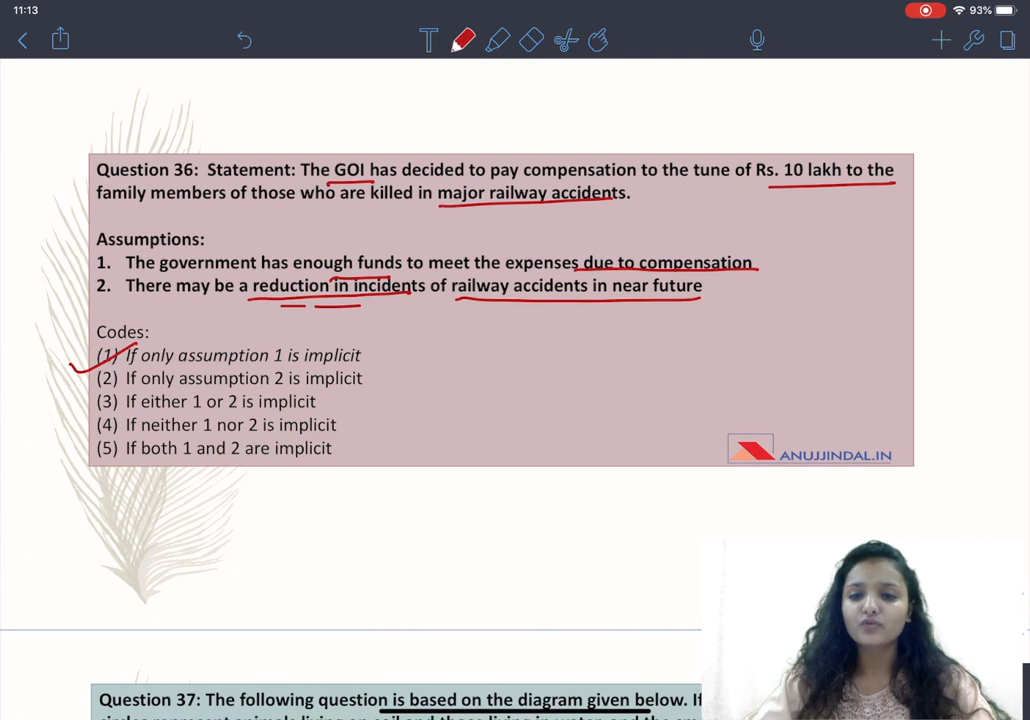 11:13
93%
T
Question 36: Statement: The GOI has decided to pay compensation to the tune of Rs. 10 lakh to the
family members of those who are killed in major railway accidents.
Assumptions:
1. The government has enough funds to meet the expenses due to compensation
2. There may be a reduction in incidents of railway accidents in near future
Codes:
(1) If only assumption 1 is implicit
(2) If only assumption 2 is implicit
(3) If either 1 or 2 is implicit
(4) If neither 1 nor 2 is implicit
(5) If both 1 and 2 are implicit
ANUJJINDAL.IN
Question 37: The following question is based on the diagram given below. If